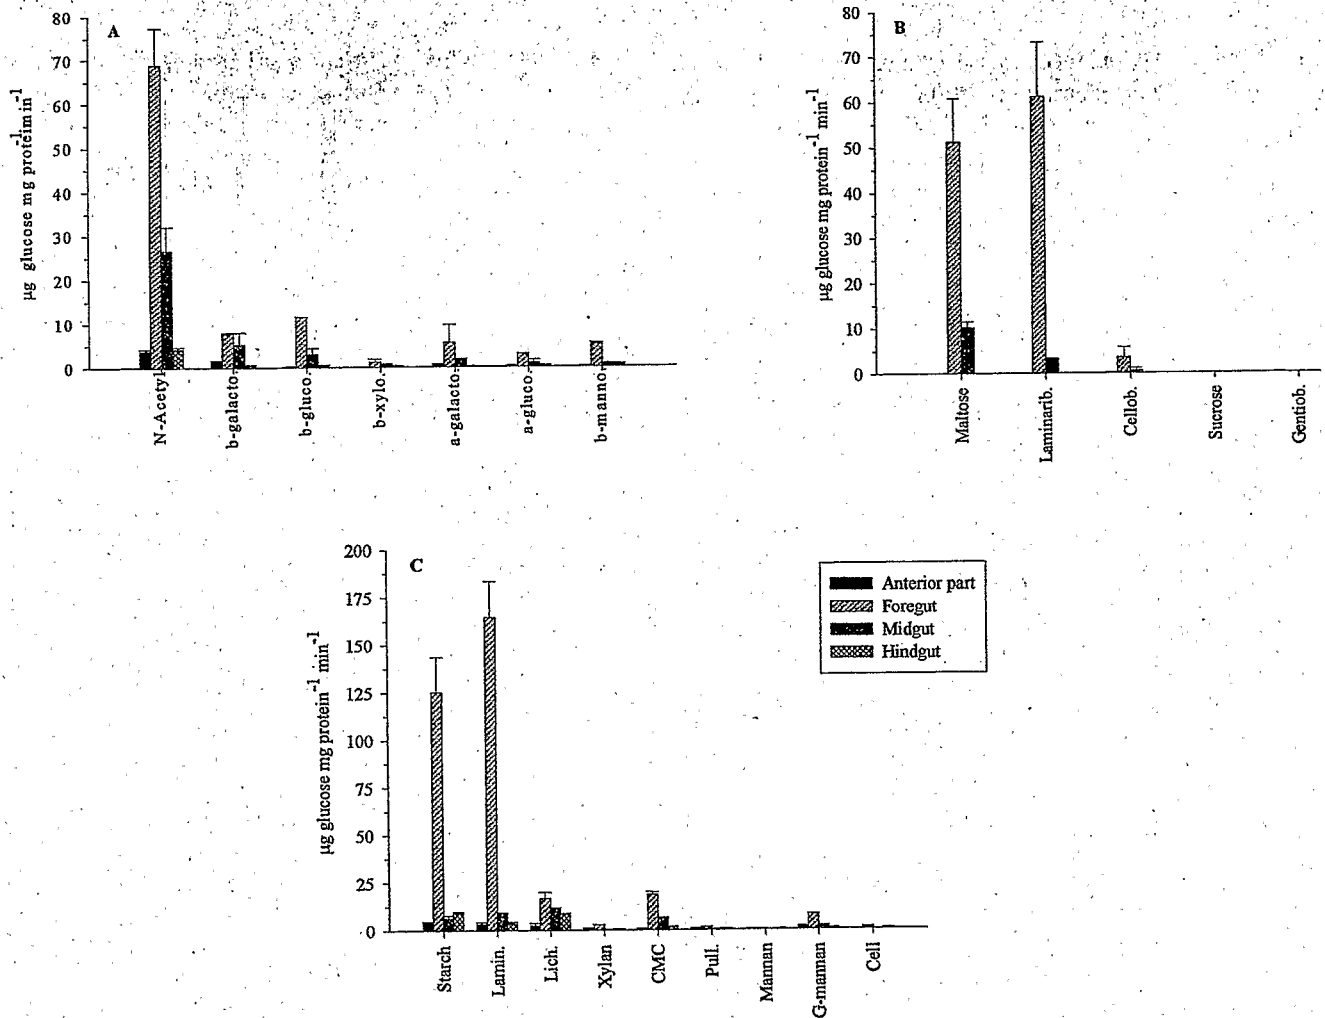 A
80
70
60
50
40
30
20
10
0
µg glucose mg protein⁻¹min⁻¹
N-Acetyl
b-galacto.
b-gluco.
b-xylo.
a-galacto.
a-gluco.
b-manno.
B
80
70
60
50
40
30
20
10
0
µg glucose mg protein⁻¹ min⁻¹
Maltose
Laminarib.
Cellob.
Sucrose
Gentiob.
C
200
175
150
125
100
75
50
25
0
µg glucose mg protein⁻¹ min⁻¹
Starch
Lamin.
Lich.
Xylan
CMC
Pull.
Mannan
G-mannan
Cell
Anterior part
Foregut
Midgut
Hindgut